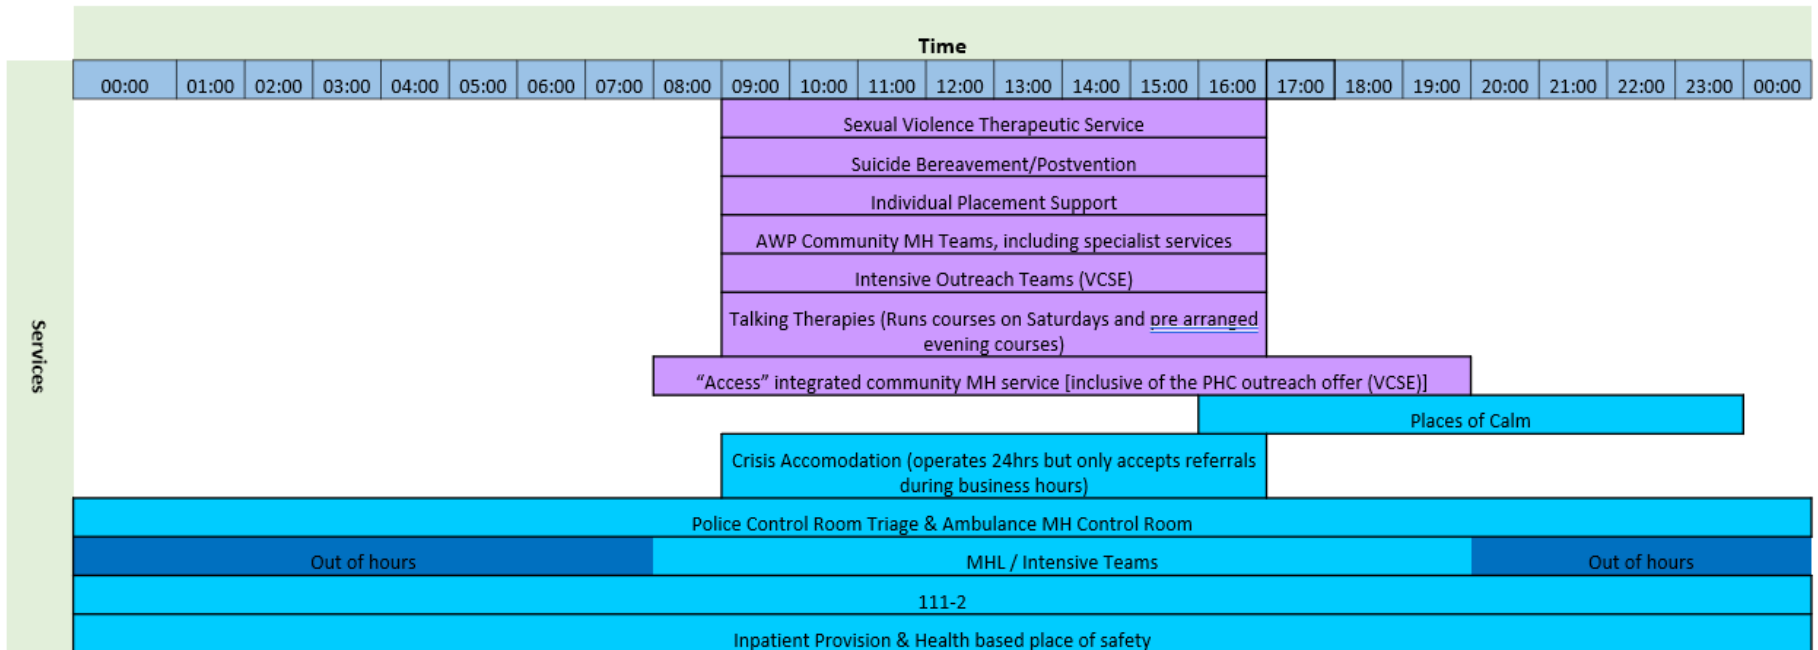 Time
00:00 01:00 02:00 03:00 04:00 05:00 06:00 07:00 08:00 09:00 10:00 11:00 12:00 13:00 14:00 15:00 16:00 17:00 18:00 19:00 20:00 21:00 22:00 23:00 00:00
Services
Sexual Violence Therapeutic Service
Suicide Bereavement/Postvention
Individual Placement Support
AWP Community MH Teams, including specialist services
Intensive Outreach Teams (VCSE)
Talking Therapies (Runs courses on Saturdays and pre arranged
evening courses)
“Access” integrated community MH service [inclusive of the PHC outreach offer (VCSE)]
Places of Calm
Crisis Accomodation (operates 24hrs but only accepts referrals
during business hours)
Police Control Room Triage & Ambulance MH Control Room
Out of hours MHL / Intensive Teams Out of hours
111-2
Inpatient Provision & Health based place of safety